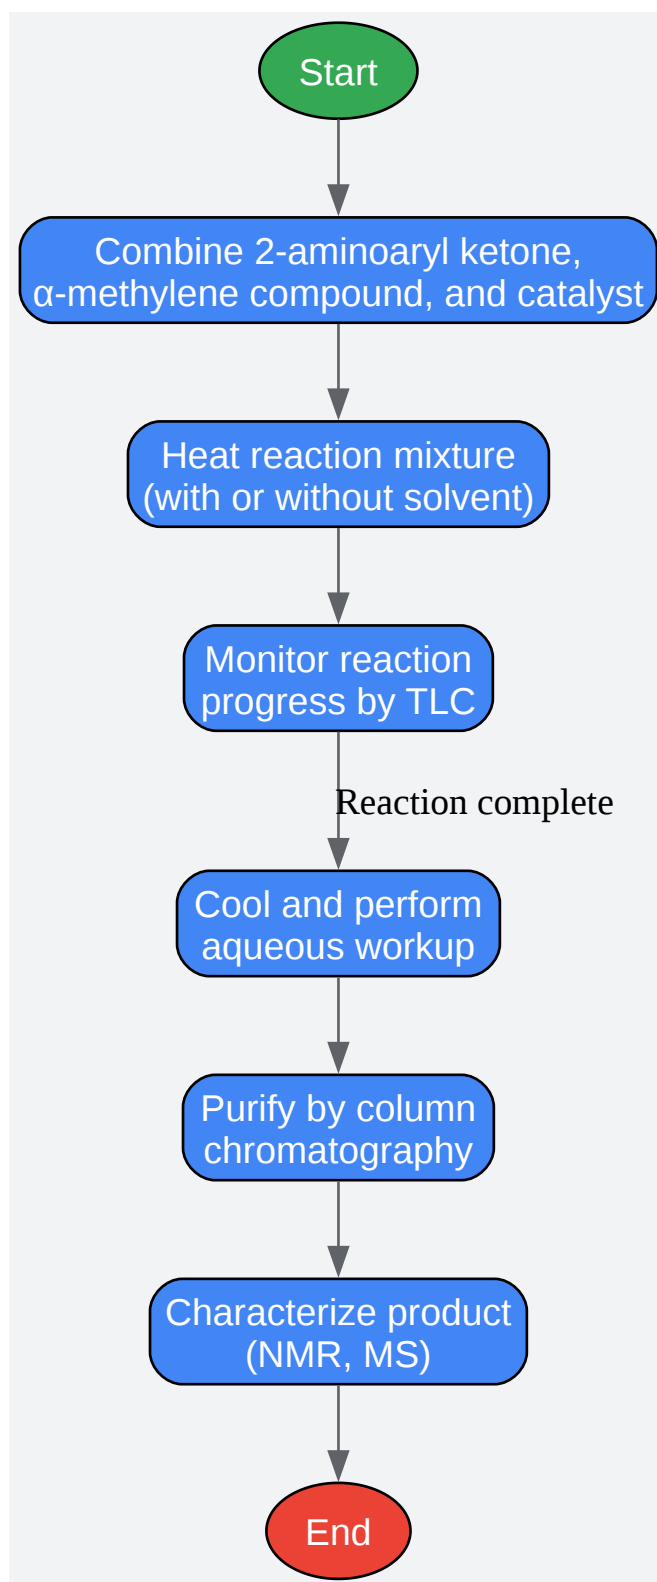 Start
Combine 2-aminoaryl ketone,
α-methylene compound, and catalyst
Heat reaction mixture
(with or without solvent)
Monitor reaction
progress by TLC
Reaction complete
Cool and perform
aqueous workup
Purify by column
chromatography
Characterize product
(NMR, MS)
End